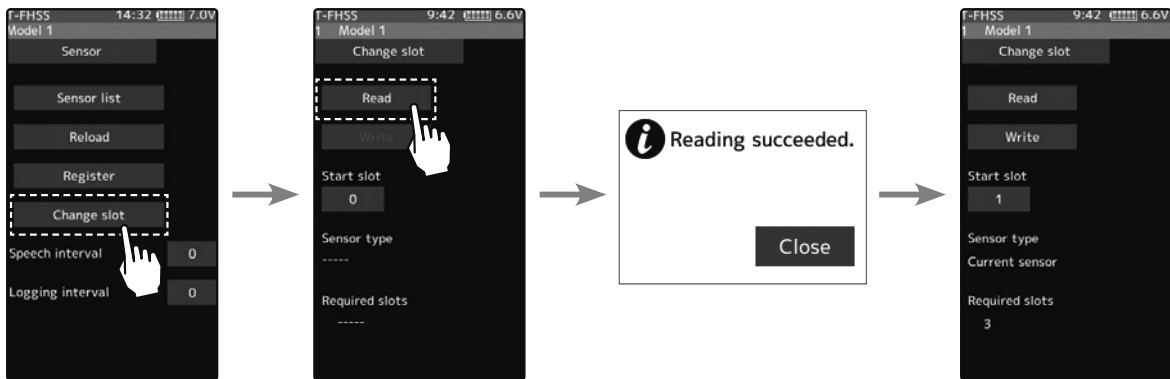 T-FHSS 14:32 7.0V
Model 1
Sensor
Sensor list
Reload
Register
Change slot
Speech interval 0
Logging interval 0
T-FHSS 9:42 6.6V
1 Model 1
Change slot
Read
Write
Start slot
0
Sensor type
-----
Required slots
-----
i Reading succeeded.
Close
T-FHSS 9:42 6.6V
1 Model 1
Change slot
Read
Write
Start slot
1
Sensor type
Current sensor
Required slots
3